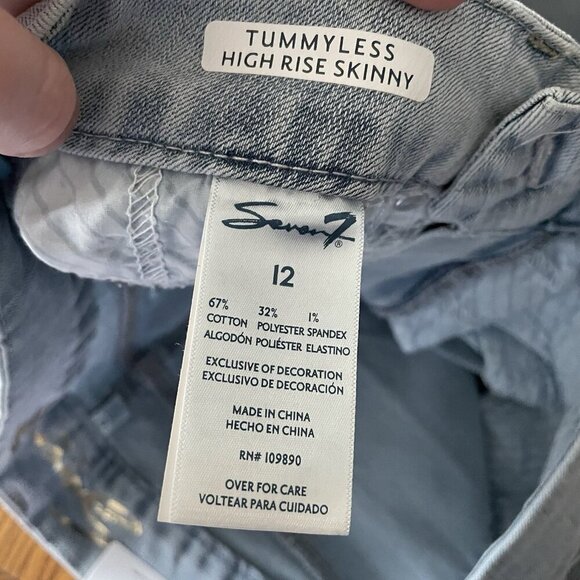 TUMMYLESS
HIGH RISE SKINNY
Seven7®
12
67% 32% 1%
COTTON POLYESTER SPANDEX
ALGODÓN POLIÉSTER ELASTINO
EXCLUSIVE OF DECORATION
EXCLUSIVO DE DECORACIÓN
MADE IN CHINA
HECHO EN CHINA
RN# 109890
OVER FOR CARE
VOLTEAR PARA CUIDADO